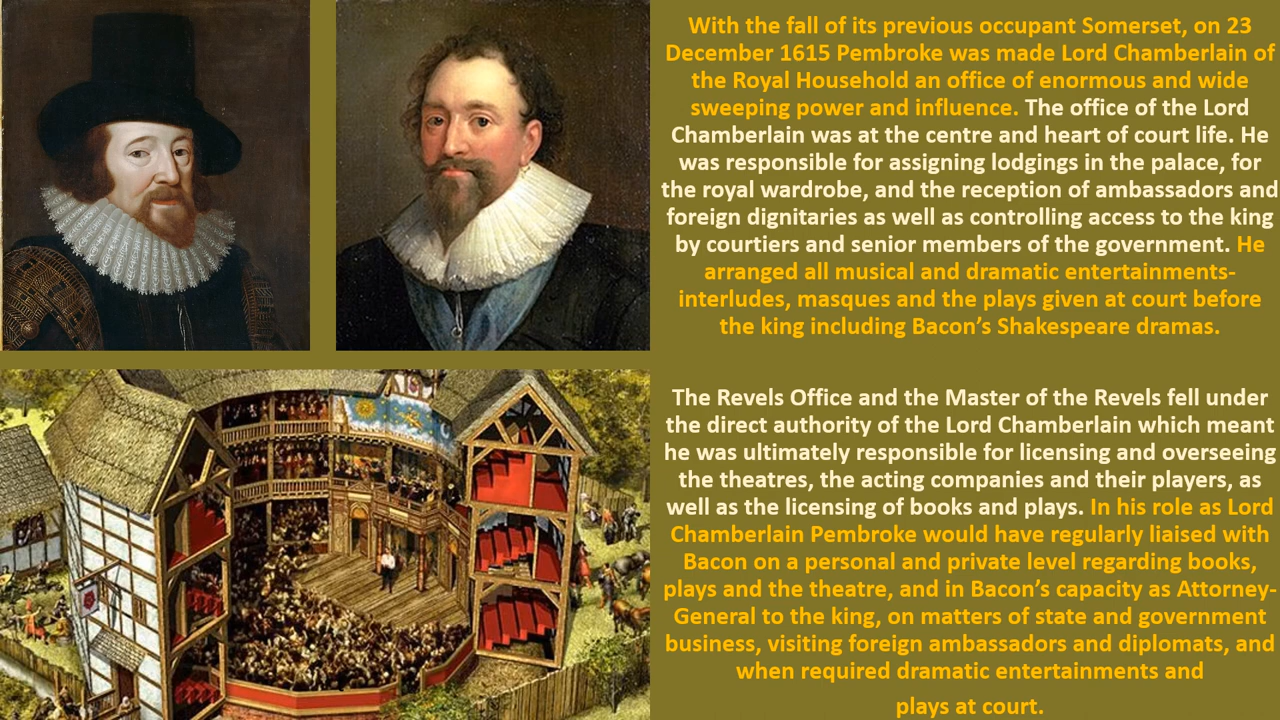 With the fall of its previous occupant Somerset, on 23
December 1615 Pembroke was made Lord Chamberlain of
the Royal Household an office of enormous and wide
sweeping power and influence. The office of the Lord
Chamberlain was at the centre and heart of court life. He
was responsible for assigning lodgings in the palace, for
the royal wardrobe, and the reception of ambassadors and
foreign dignitaries as well as controlling access to the king
by courtiers and senior members of the government. He
arranged all musical and dramatic entertainments-
interludes, masques and the plays given at court before
the king including Bacon’s Shakespeare dramas.
The Revels Office and the Master of the Revels fell under
the direct authority of the Lord Chamberlain which meant
he was ultimately responsible for licensing and overseeing
the theatres, the acting companies and their players, as
well as the licensing of books and plays. In his role as Lord
Chamberlain Pembroke would have regularly liaised with
Bacon on a personal and private level regarding books,
plays and the theatre, and in Bacon’s capacity as Attorney-
General to the king, on matters of state and government
business, visiting foreign ambassadors and diplomats, and
when required dramatic entertainments and
plays at court.